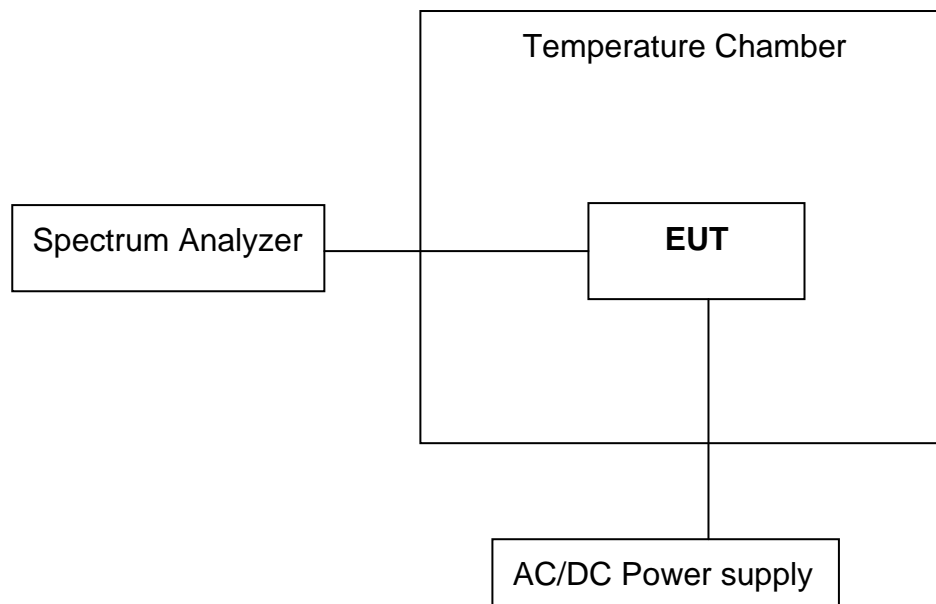 Temperature Chamber
Spectrum Analyzer
EUT
AC/DC Power supply